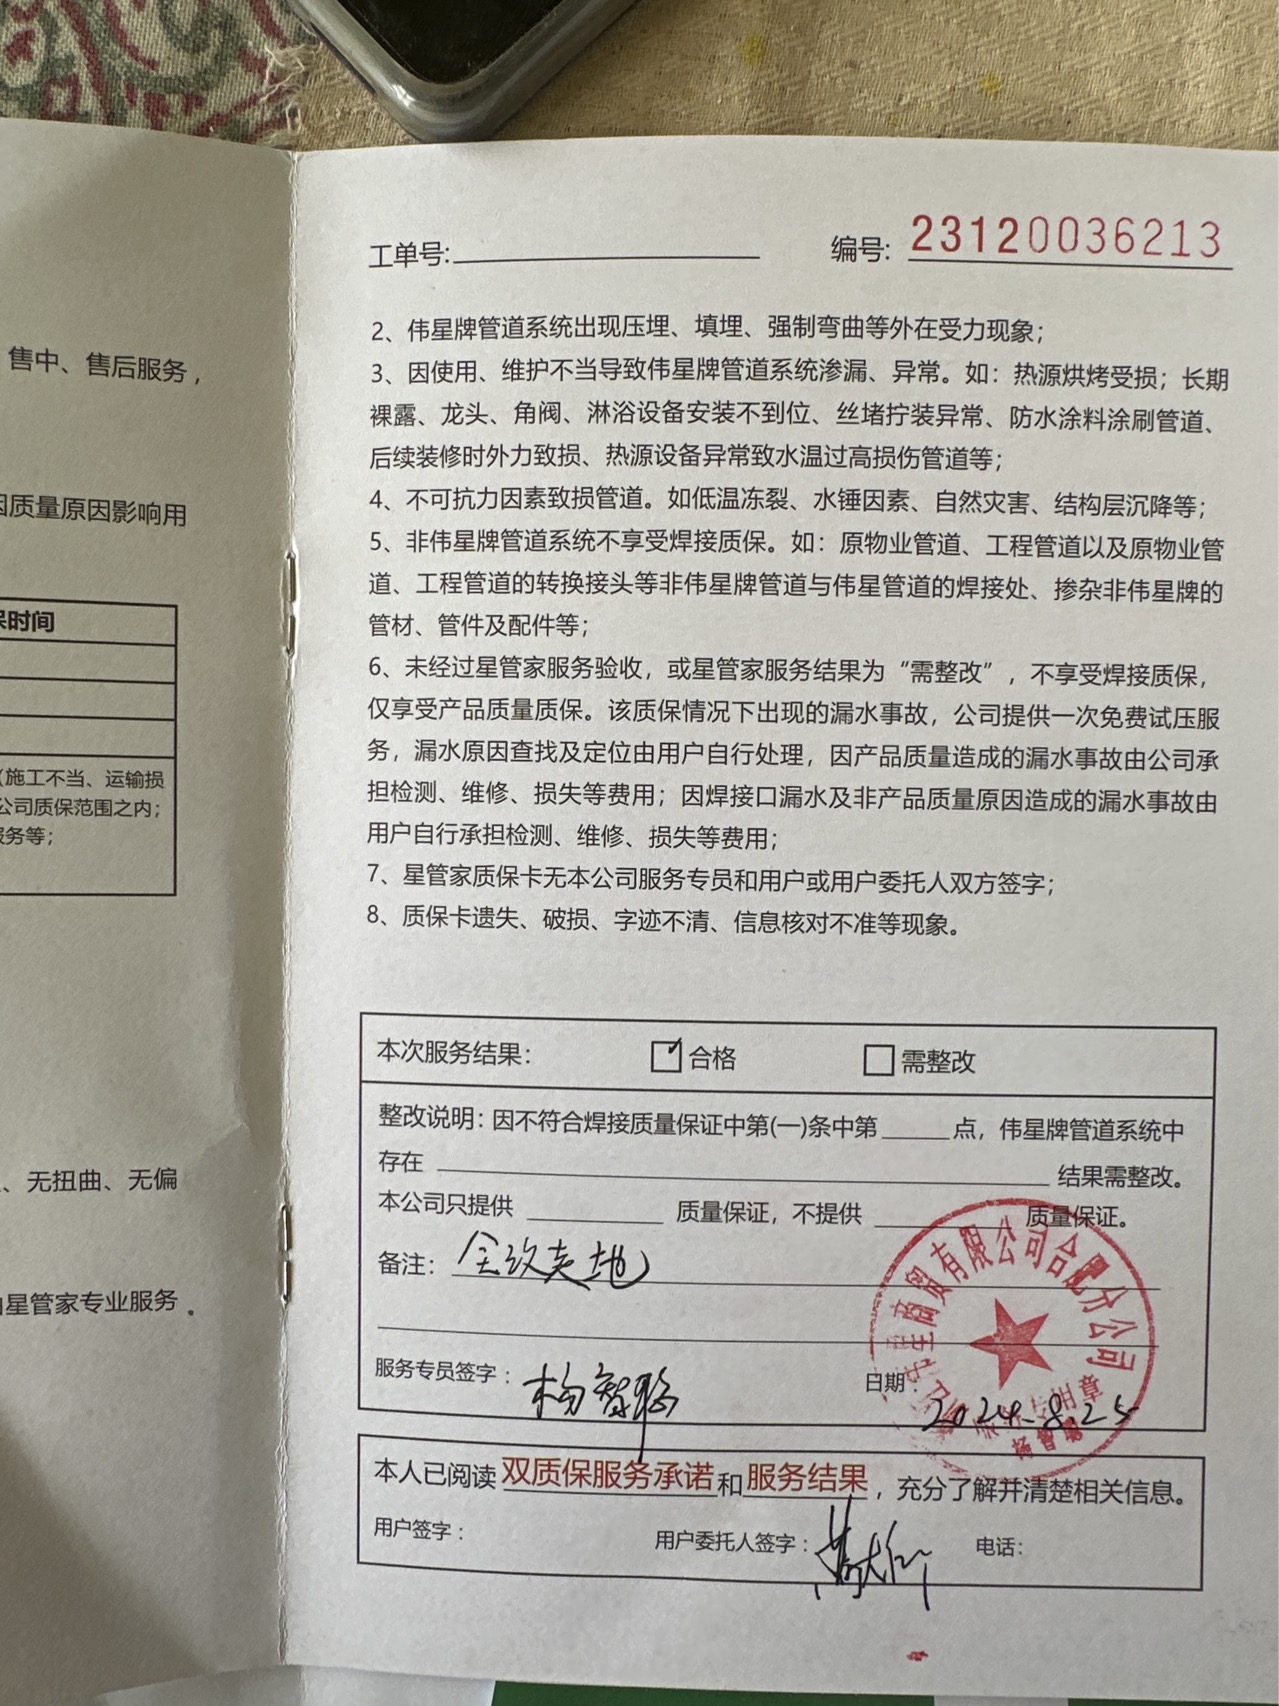 售中、售后服务，
因质量原因影响用
保时间
（施工不当、运输损
公司质保范围之内；
服务等；
、无扭曲、无偏
由星管家专业服务。
工单号:
编号: 23120036213
2、伟星牌管道系统出现压埋、填埋、强制弯曲等外在受力现象；
3、因使用、维护不当导致伟星牌管道系统渗漏、异常。如：热源烘烤受损；长期
裸露、龙头、角阀、淋浴设备安装不到位、丝堵拧装异常、防水涂料涂刷管道、
后续装修时外力致损、热源设备异常致水温过高损伤管道等；
4、不可抗力因素致损管道。如低温冻裂、水锤因素、自然灾害、结构层沉降等；
5、非伟星牌管道系统不享受焊接质保。如：原物业管道、工程管道以及原物业管
道、工程管道的转换接头等非伟星牌管道与伟星管道的焊接处、掺杂非伟星牌的
管材、管件及配件等；
6、未经过星管家服务验收，或星管家服务结果为“需整改”，不享受焊接质保，
仅享受产品质量质保。该质保情况下出现的漏水事故，公司提供一次免费试压服
务，漏水原因查找及定位由用户自行处理，因产品质量造成的漏水事故由公司承
担检测、维修、损失等费用；因焊接口漏水及非产品质量原因造成的漏水事故由
用户自行承担检测、维修、损失等费用；
7、星管家质保卡无本公司服务专员和用户或用户委托人双方签字；
8、质保卡遗失、破损、字迹不清、信息核对不准等现象。
本次服务结果： 合格 需整改
整改说明：因不符合焊接质量保证中第(一)条中第 点，伟星牌管道系统中
存在 结果需整改。
本公司只提供 质量保证，不提供 质量保证。
备注：全改走地
商贸有限公司合肥分公司
服务专员签字：杨智聪
日期：2024.8.25
专用章
杨智聪
本人已阅读双质保服务承诺和服务结果，充分了解并清楚相关信息。
用户签字： 用户委托人签字： 电话：